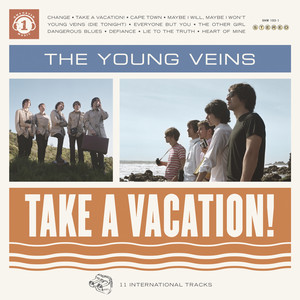 CHANGE • TAKE A VACATION! • CAPE TOWN • MAYBE I WILL, MAYBE I WON'T
YOUNG VEINS (DIE TONIGHT) • EVERYONE BUT YOU • THE OTHER GIRL
DANGEROUS BLUES • DEFIANCE • LIE TO THE TRUTH • HEART OF MINE
1
STEREO
THE YOUNG VEINS
TAKE A VACATION!
11 INTERNATIONAL TRACKS